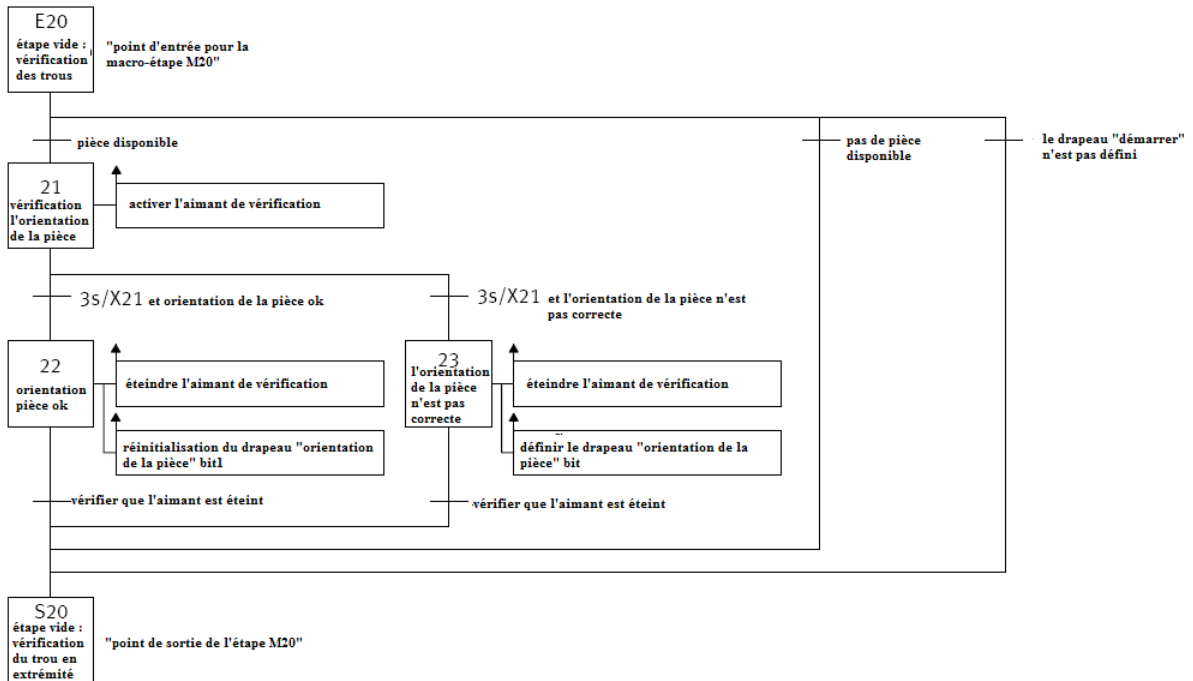 E20
étape vide :
vérification
des trous
"point d'entrée pour la
macro-étape M20"
pièce disponible
pas de pièce
disponible
le drapeau "démarrer"
n'est pas défini
21
vérification
l'orientation
de la pièce
activer l'aimant de vérification
3s/X21 et orientation de la pièce ok
3s/X21 et l'orientation de la pièce n'est
pas correcte
22
orientation
pièce ok
éteindre l'aimant de vérification
réinitialisation du drapeau "orientation
de la pièce" bit1
23
l'orientation
de la pièce
n'est pas
correcte
éteindre l'aimant de vérification
définir le drapeau "orientation de la
pièce" bit
vérifier que l'aimant est éteint
vérifier que l'aimant est éteint
S20
étape vide :
vérification
du trou en
extrémité
"point de sortie de l'étape M20"